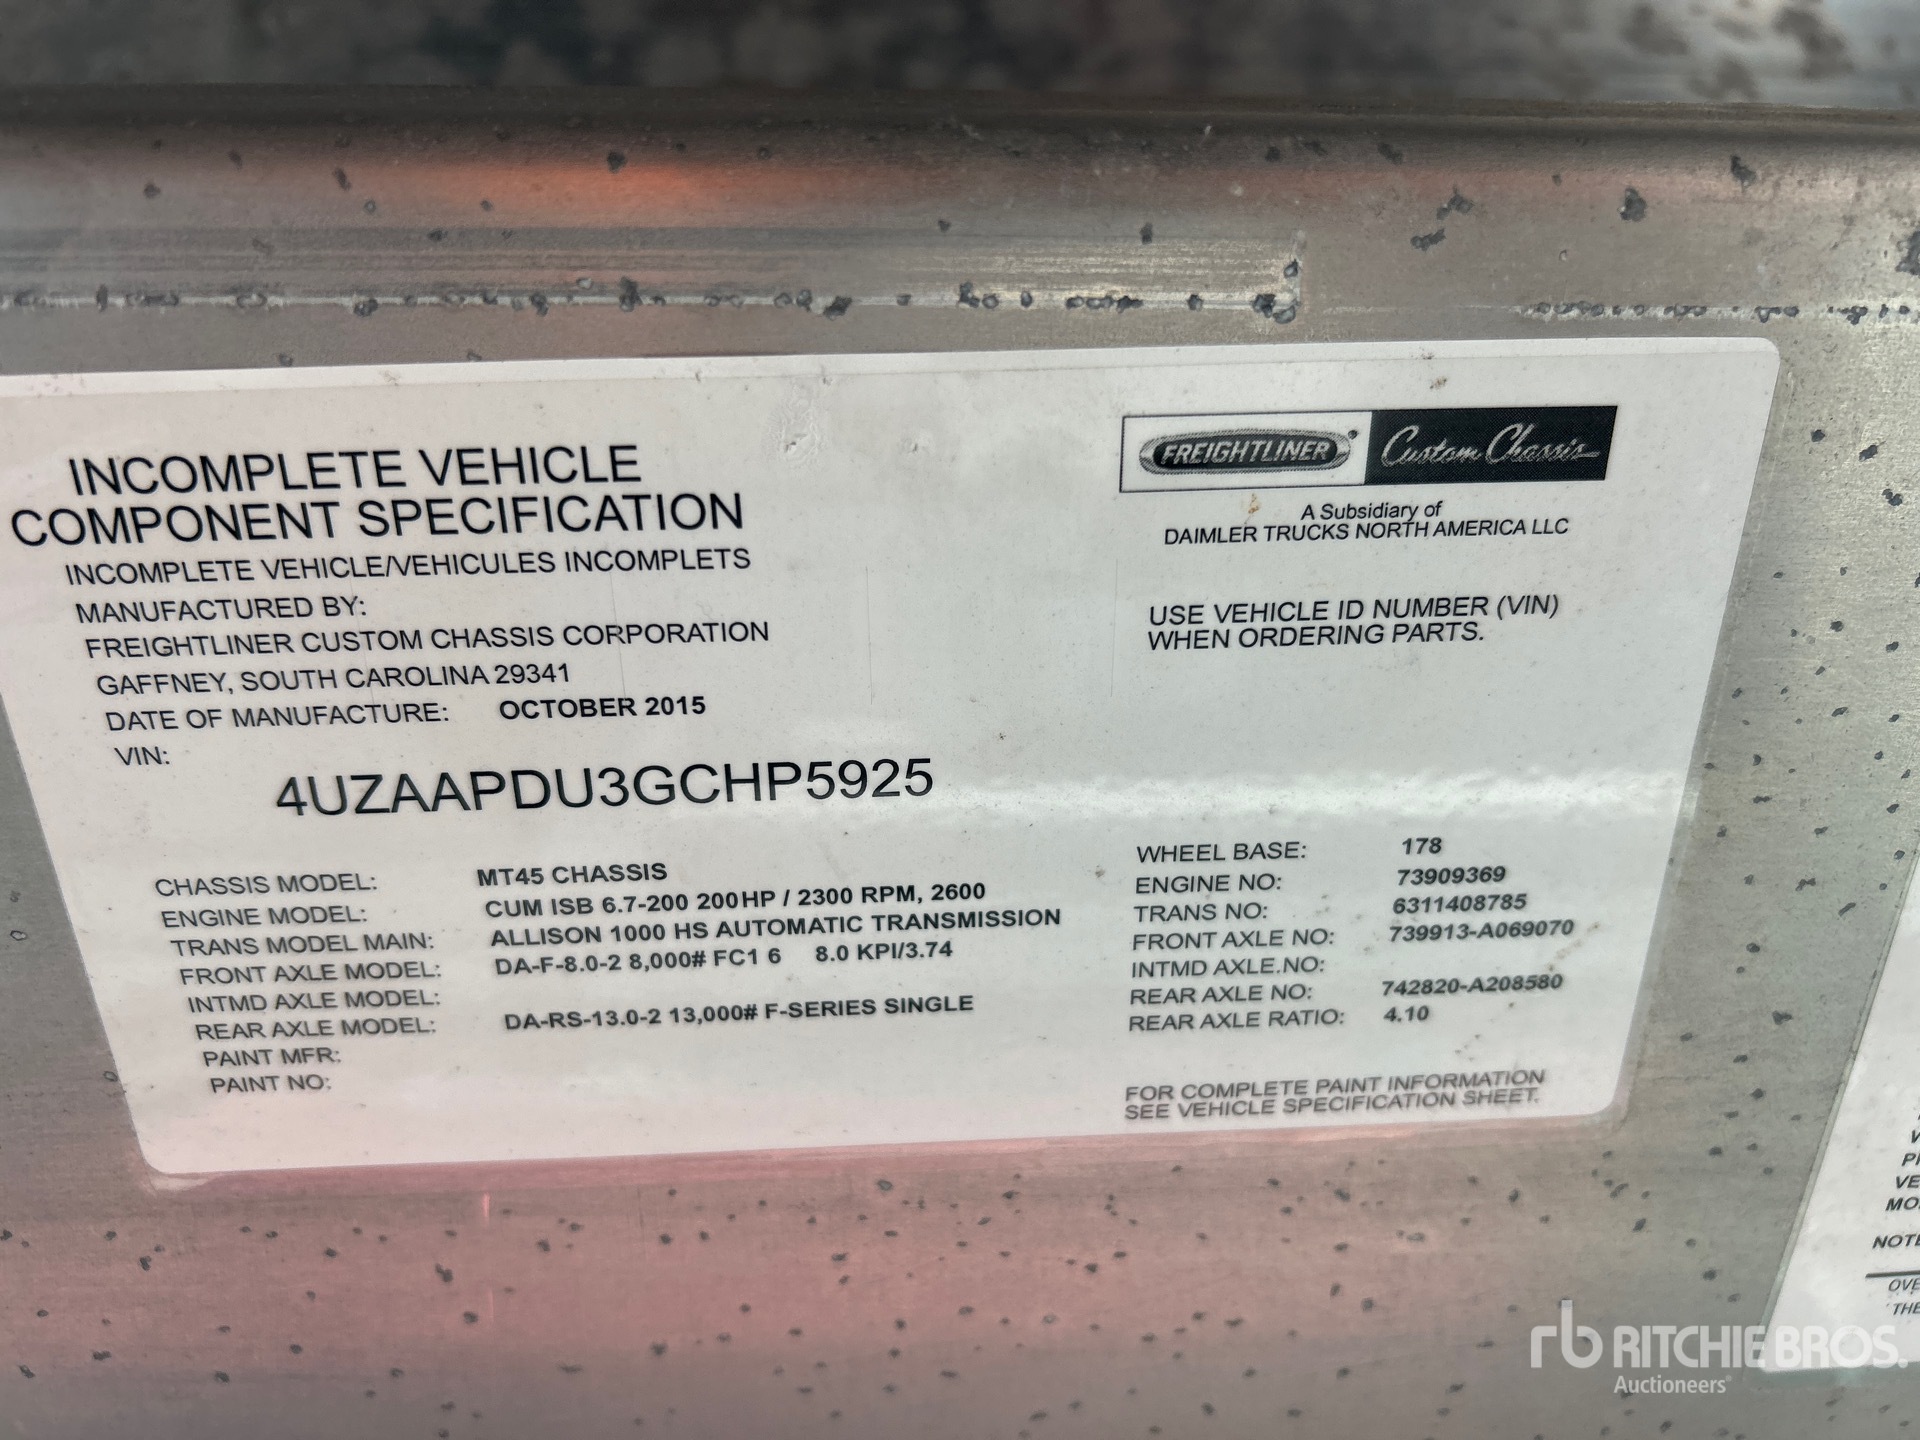 INCOMPLETE VEHICLE
COMPONENT SPECIFICATION
INCOMPLETE VEHICLE/VEHICULES INCOMPLETS
MANUFACTURED BY:
FREIGHTLINER CUSTOM CHASSIS CORPORATION
GAFFNEY, SOUTH CAROLINA 29341
DATE OF MANUFACTURE: OCTOBER 2015
VIN:
4UZAAPDU3GCHP5925
CHASSIS MODEL: MT45 CHASSIS
ENGINE MODEL: CUM ISB 6.7-200 200HP / 2300 RPM, 2600
TRANS MODEL MAIN: ALLISON 1000 HS AUTOMATIC TRANSMISSION
FRONT AXLE MODEL: DA-F-8.0-2 8,000# FC1 6 8.0 KPI/3.74
INTMD AXLE MODEL:
REAR AXLE MODEL: DA-RS-13.0-2 13,000# F-SERIES SINGLE
PAINT MFR:
PAINT NO:
FREIGHTLINER Custom Chassis
A Subsidiary of
DAIMLER TRUCKS NORTH AMERICA LLC
USE VEHICLE ID NUMBER (VIN)
WHEN ORDERING PARTS.
WHEEL BASE: 178
ENGINE NO: 73909369
TRANS NO: 6311408785
FRONT AXLE NO: 739913-A069070
INTMD AXLE.NO:
REAR AXLE NO: 742820-A208580
REAR AXLE RATIO: 4.10
FOR COMPLETE PAINT INFORMATION
SEE VEHICLE SPECIFICATION SHEET.
VE
MO
NOTE
OVE
THE
rb RITCHIE BROS.
Auctioneers